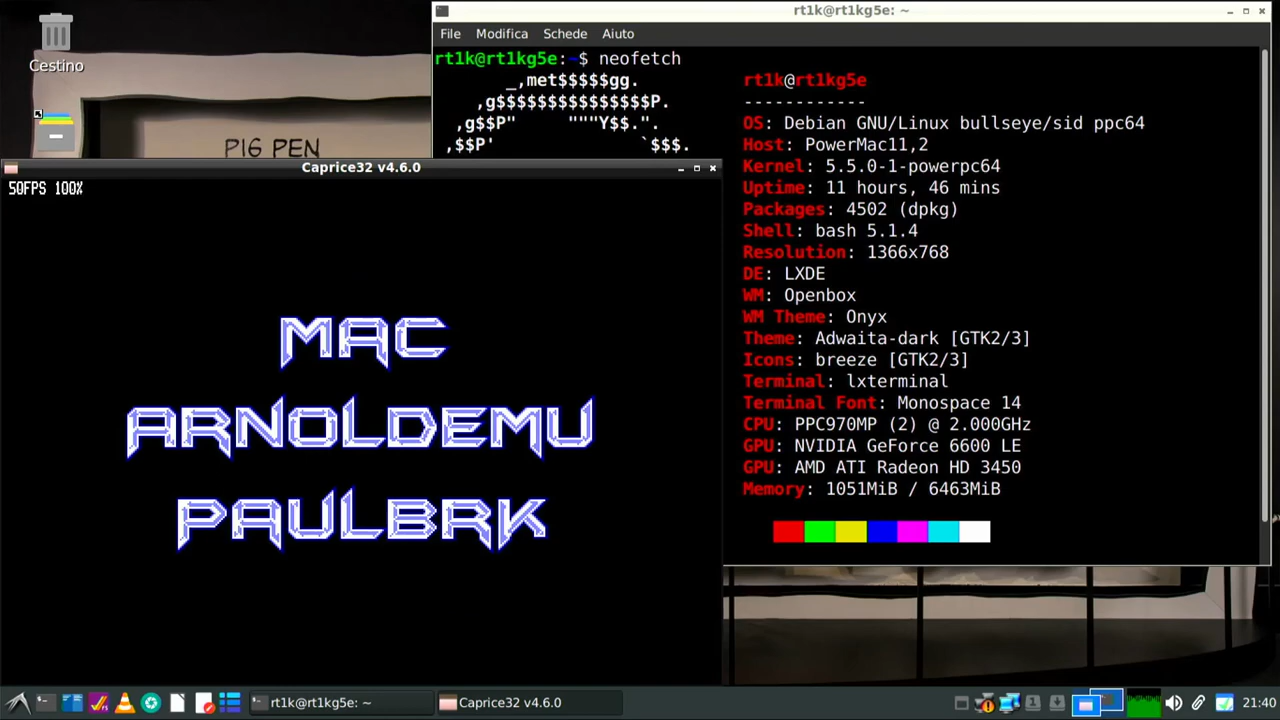 Cestino
PIG PEN
rt1k@rt1kg5e: ~
File Modifica Schede Aiuto
rt1k@rt1kg5e:~$ neofetch
_,met$$$$$gg.
,g$$$$$$$$$$$$$$$P.
,g$$P" """Y$$.".
,$$P' `$$$.
rt1k@rt1kg5e
------------
OS: Debian GNU/Linux bullseye/sid ppc64
Host: PowerMac11,2
Kernel: 5.5.0-1-powerpc64
Uptime: 11 hours, 46 mins
Packages: 4502 (dpkg)
Shell: bash 5.1.4
Resolution: 1366x768
DE: LXDE
WM: Openbox
WM Theme: Onyx
Theme: Adwaita-dark [GTK2/3]
Icons: breeze [GTK2/3]
Terminal: lxterminal
Terminal Font: Monospace 14
CPU: PPC970MP (2) @ 2.000GHz
GPU: NVIDIA GeForce 6600 LE
GPU: AMD ATI Radeon HD 3450
Memory: 1051MiB / 6463MiB
Caprice32 v4.6.0
50FPS 100%
MAC
ARNOLDEMU
PAULBRK
rt1k@rt1kg5e: ~
Caprice32 v4.6.0
1
21:40